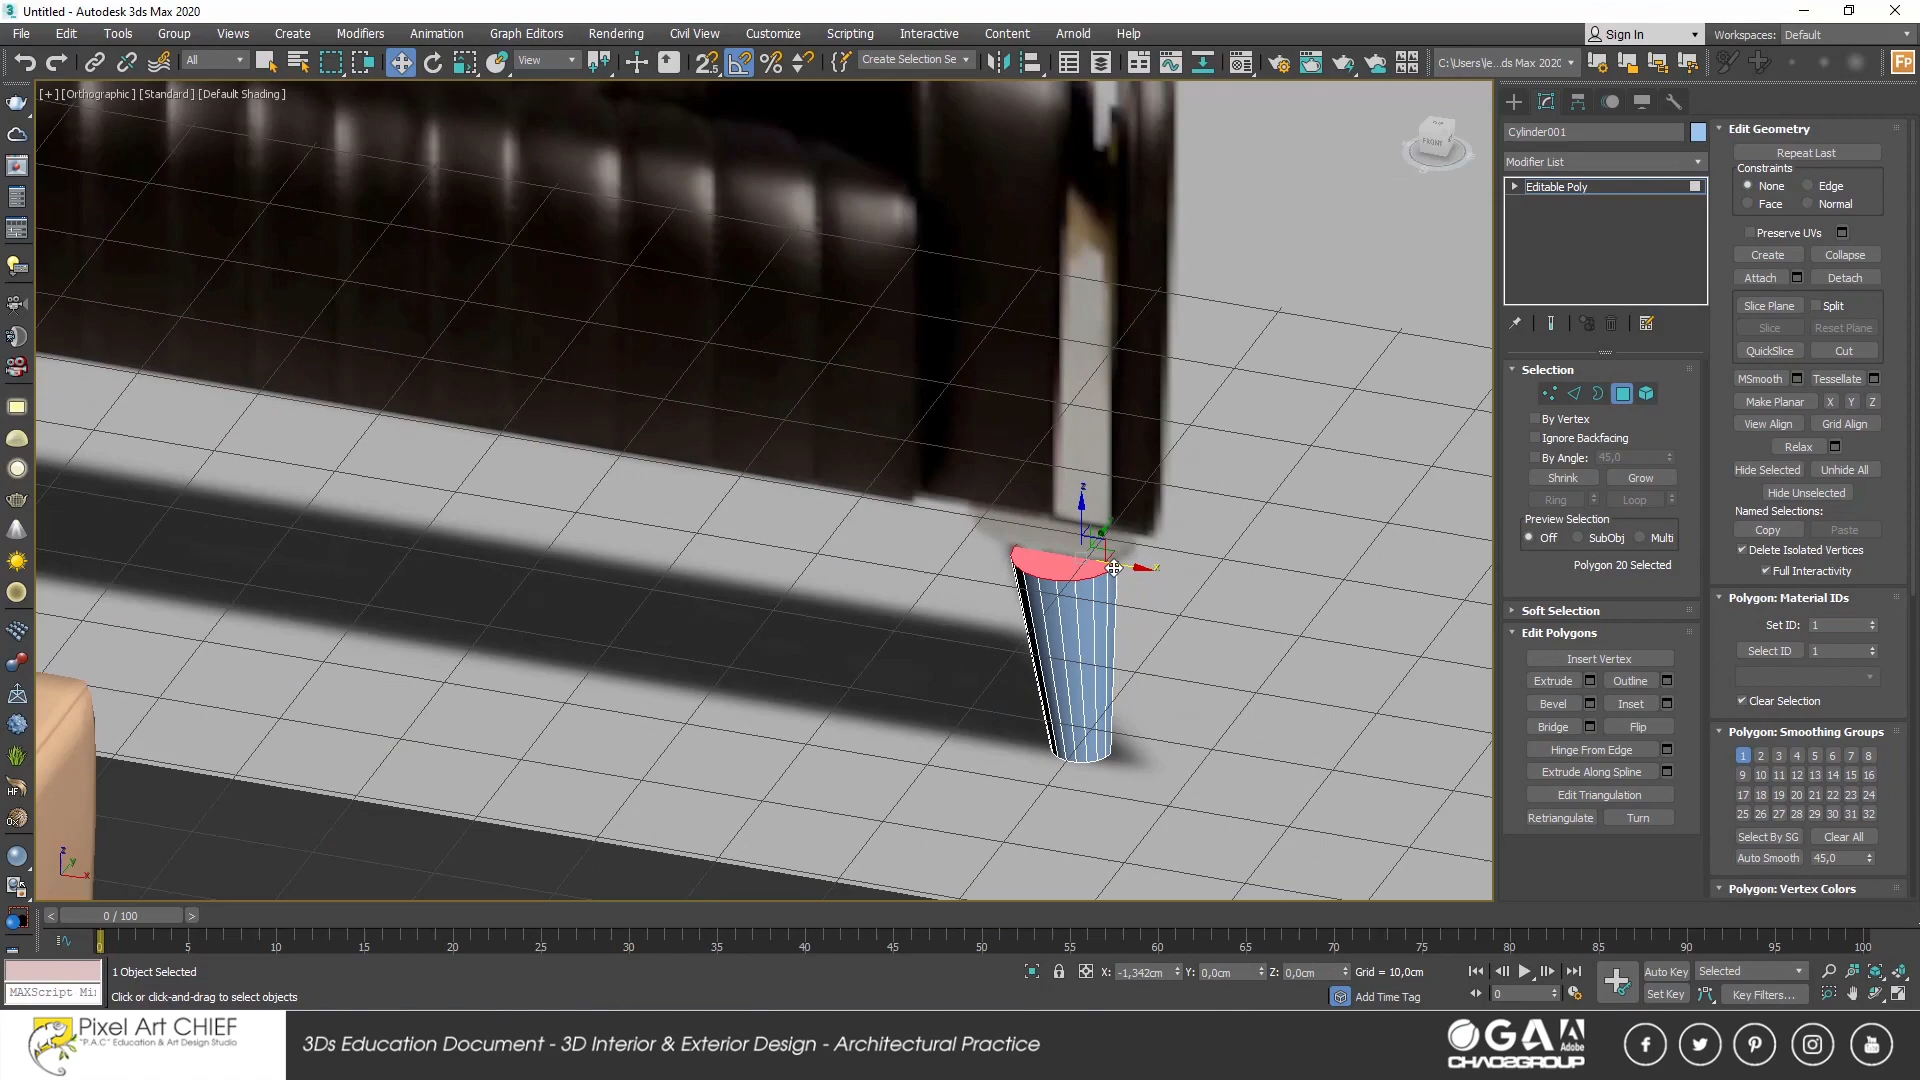 Untitled - Autodesk 3ds Max 2020
File Edit Tools Group Views Create Modifiers Animation Graph Editors Rendering Civil View Customize Scripting Interactive Content Arnold Help
Sign In Workspaces: Default
All View Create Selection Se C:\Users\e...ds Max 2020
[+] [Orthographic] [Standard] [Default Shading]
FRONT
z
x
z
y
x
Cylinder001
Modifier List
Editable Poly
Selection
By Vertex
Ignore Backfacing
By Angle: 45,0
Shrink Grow
Ring Loop
Preview Selection
Off SubObj Multi
Polygon 20 Selected
Soft Selection
Edit Polygons
Insert Vertex
Extrude Outline
Bevel Inset
Bridge Flip
Hinge From Edge
Extrude Along Spline
Edit Triangulation
Retriangulate Turn
Edit Geometry
Repeat Last
Constraints
None Edge
Face Normal
Preserve UVs
Create Collapse
Attach Detach
Slice Plane Split
Slice Reset Plane
QuickSlice Cut
MSmooth Tessellate
Make Planar X Y Z
View Align Grid Align
Relax
Hide Selected Unhide All
Hide Unselected
Named Selections:
Copy Paste
Delete Isolated Vertices
Full Interactivity
Polygon: Material IDs
Set ID: 1
Select ID 1
Clear Selection
Polygon: Smoothing Groups
1 2 3 4 5 6 7 8
9 10 11 12 13 14 15 16
17 18 19 20 21 22 23 24
25 26 27 28 29 30 31 32
Select By SG Clear All
Auto Smooth 45,0
Polygon: Vertex Colors
< 0 / 100 >
0 5 10 15 20 25 30 35 40 45 50 55 60 65 70 75 80 85 90 95 100
1 Object Selected X: -1,342cm Y: 0,0cm Z: 0,0cm Grid = 10,0cm Auto Key Selected
MAXScript Mi Click or click-and-drag to select objects Add Time Tag 0 Set Key Key Filters...
Pixel Art CHIEF
"P.A.C" Education & Art Design Studio
3Ds Education Document - 3D Interior & Exterior Design - Architectural Practice
CHAOSGROUP
Adobe